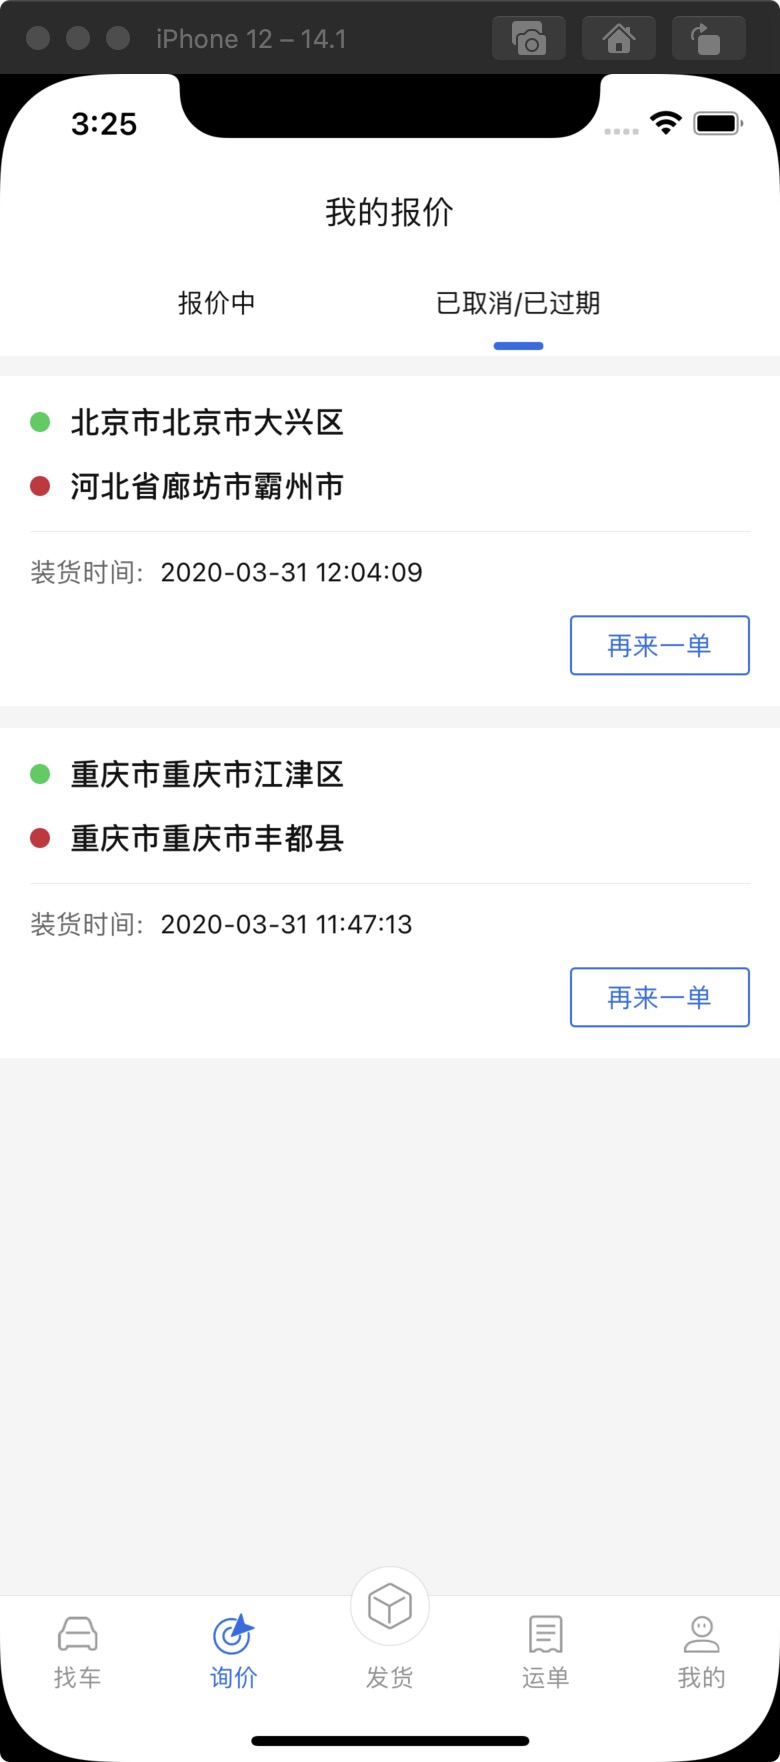 iPhone 12 – 14.1
3:25
我的报价
报价中
已取消/已过期
北京市北京市大兴区
河北省廊坊市霸州市
装货时间: 2020-03-31 12:04:09
再来一单
重庆市重庆市江津区
重庆市重庆市丰都县
装货时间: 2020-03-31 11:47:13
再来一单
找车
询价
发货
运单
我的